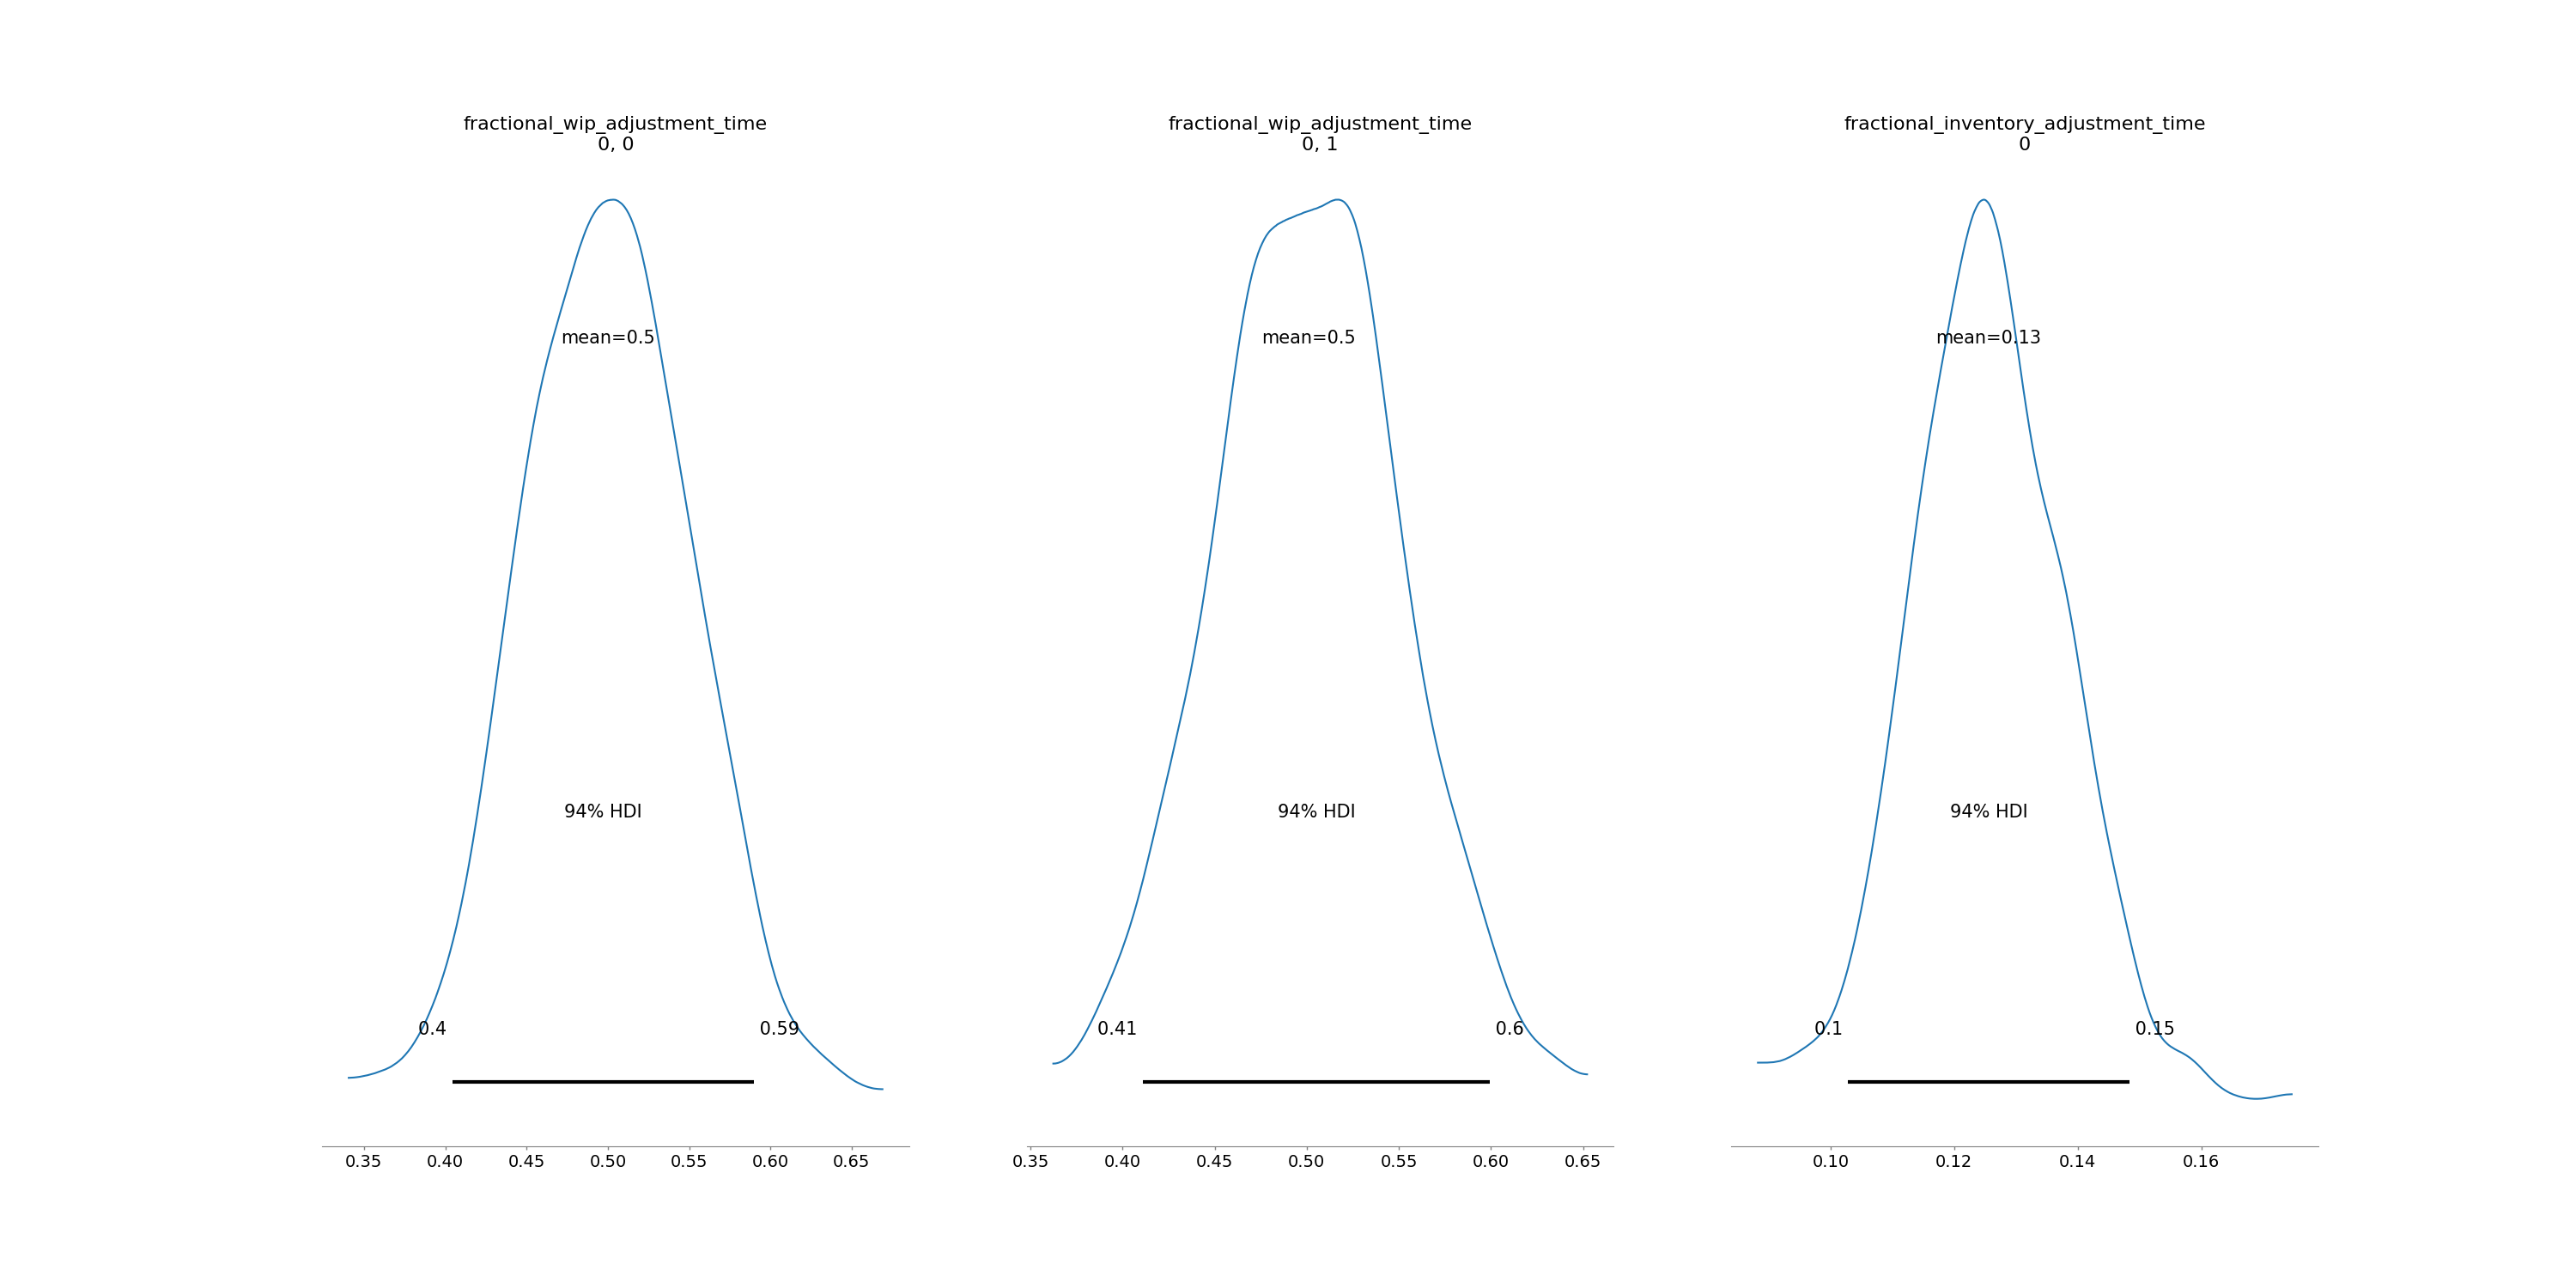 fractional_wip_adjustment_time
0, 0
mean=0.5
94% HDI
0.4
0.59
0.35 0.40 0.45 0.50 0.55 0.60 0.65
fractional_wip_adjustment_time
0, 1
mean=0.5
94% HDI
0.41
0.6
0.35 0.40 0.45 0.50 0.55 0.60 0.65
fractional_inventory_adjustment_time
0
mean=0.13
94% HDI
0.1
0.15
0.10 0.12 0.14 0.16